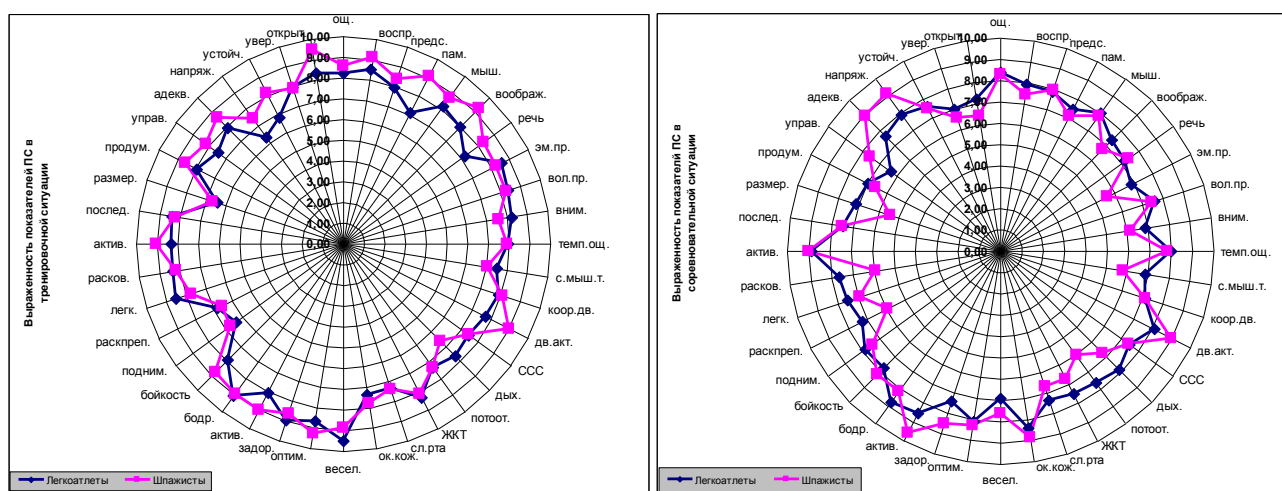 Выраженность показателей ПС в
тренировочной ситуации
ощ.
воспр.
предс.
пам.
мыш.
воображ.
речь
эм.пр.
вол.пр.
вним.
темп.ощ.
с.мыш.т.
коор.дв.
дв.акт.
ССС
дых.
потоот.
ЖКТ
сл.рта
ок.кож.
весел.
оптим.
задор.
актив.
бодр.
бойкость
подним.
раскпреп.
легк.
расков.
актив.
послед.
размер.
продум.
управ.
адекв.
напряж.
устойч.
увер.
открыт.
10,00
9,00
8,00
7,00
6,00
5,00
4,00
3,00
2,00
1,00
0,00
Легкоатлеты
Шпажисты
Выраженность показателей ПС в
соревновательной ситуации
ощ.
воспр.
предс.
пам.
мыш.
воображ.
речь
эм.пр.
вол.пр.
вним.
темп.ощ.
с.мыш.т.
коор.дв.
дв.акт.
ССС
дых.
потоот.
ЖКТ
сл.рта
ок.кож.
весел.
оптим.
задор.
актив.
бодр.
бойкость
подним.
раскпреп.
легк.
расков.
актив.
послед.
размер.
продум.
управ.
адекв.
напряж.
устойч.
увер.
открыт.
10,00
9,00
8,00
7,00
6,00
5,00
4,00
3,00
2,00
1,00
0,00
Легкоатлеты
Шпажисты